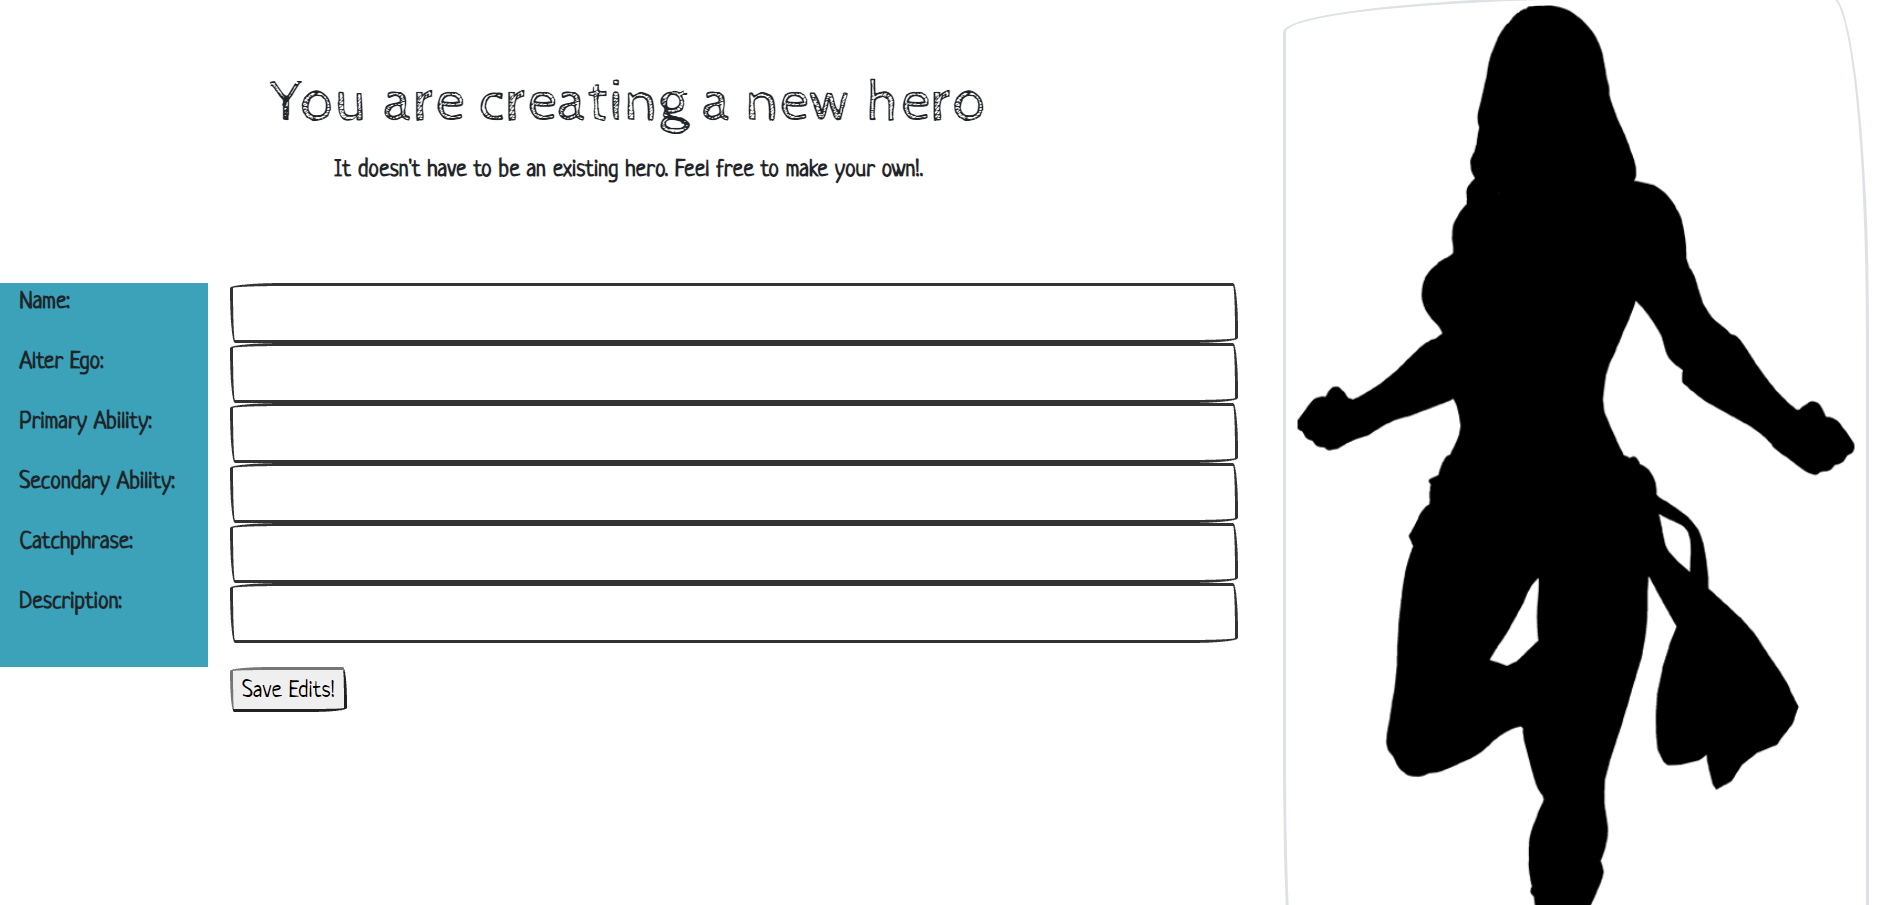 You are creating a new hero
It doesn't have to be an existing hero. Feel free to make your own!.
Name:
Alter Ego:
Primary Ability:
Secondary Ability:
Catchphrase:
Description:
Save Edits!